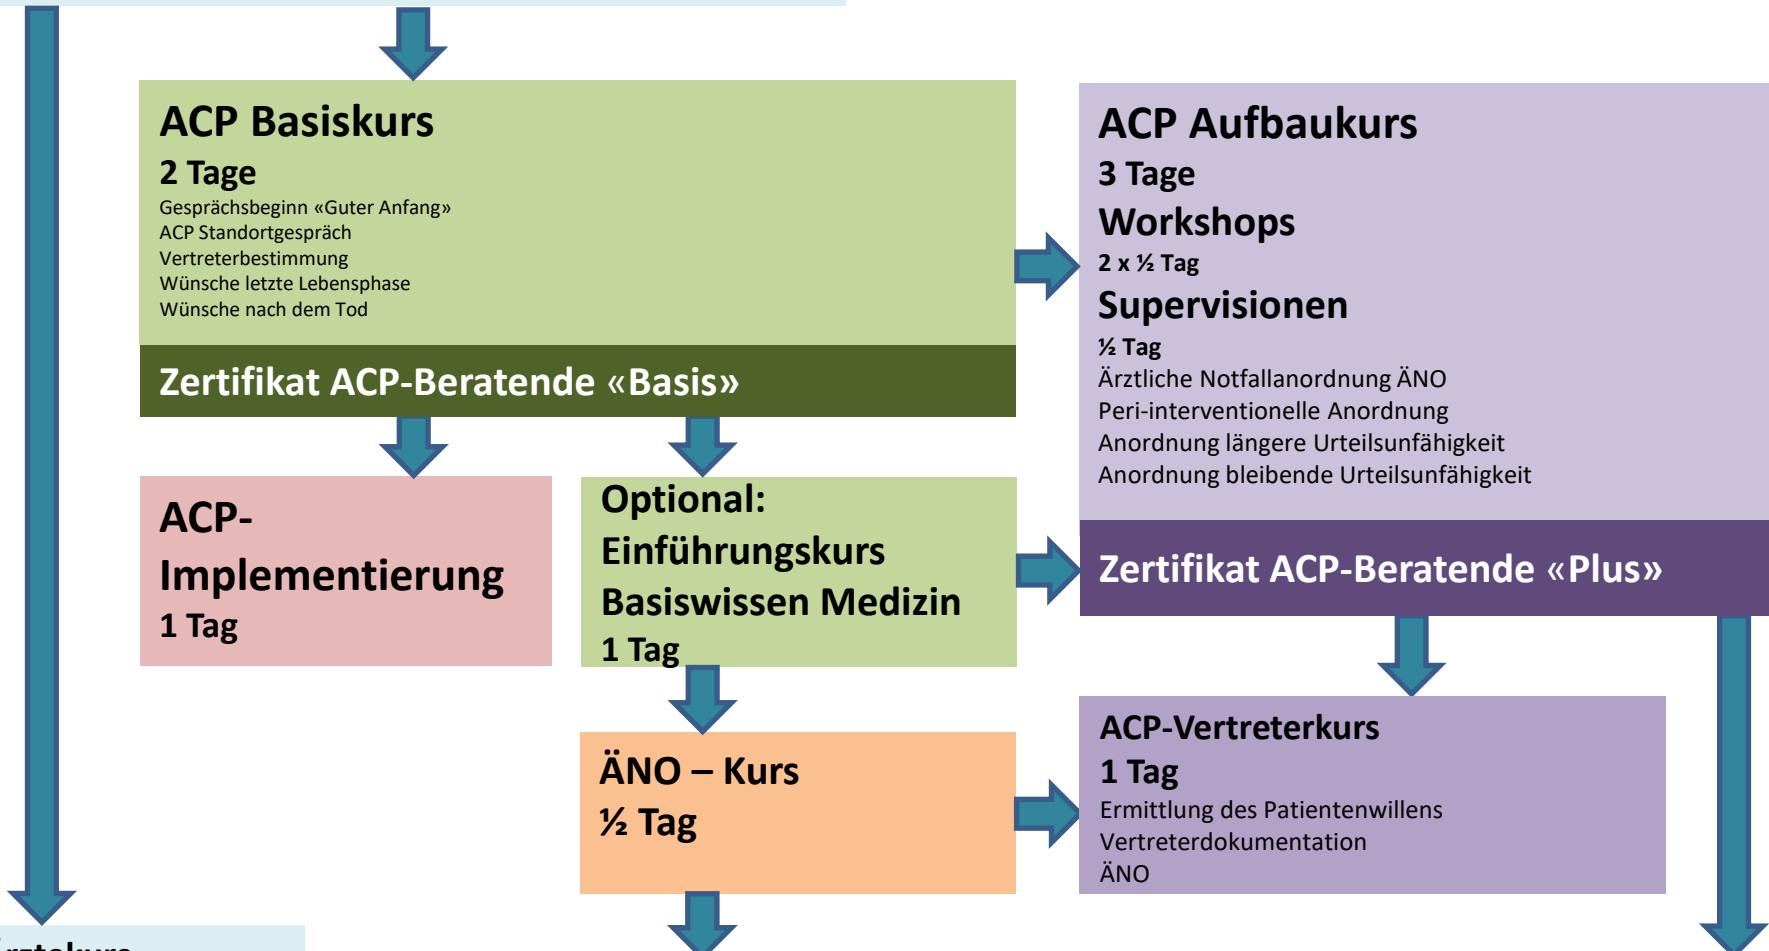 ACP Basiskurs
2 Tage
Gesprächsbeginn «Guter Anfang»
ACP Standortgespräch
Vertreterbestimmung
Wünsche letzte Lebensphase
Wünsche nach dem Tod
Zertifikat ACP-Beratende «Basis»
ACP Aufbaukurs
3 Tage
Workshops
2 x ½ Tag
Supervisionen
½ Tag
Ärztliche Notfallanordnung ÄNO
Peri-interventionelle Anordnung
Anordnung längere Urteilsunfähigkeit
Anordnung bleibende Urteilsunfähigkeit
Zertifikat ACP-Beratende «Plus»
ACP-
Implementierung
1 Tag
Optional:
Einführungskurs
Basiswissen Medizin
1 Tag
ÄNO – Kurs
½ Tag
ACP-Vertreterkurs
1 Tag
Ermittlung des Patientenwillens
Vertreterdokumentation
ÄNO